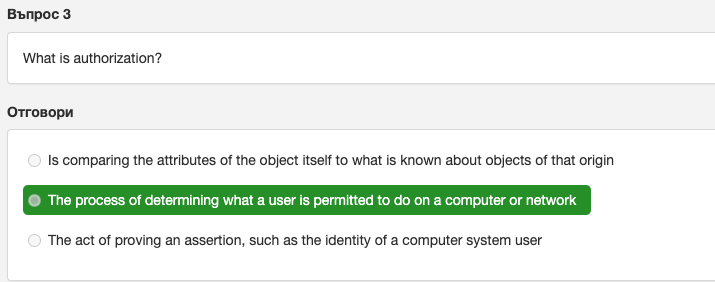 Въпрос 3
What is authorization?
Отговори
Is comparing the attributes of the object itself to what is known about objects of that origin
The process of determining what a user is permitted to do on a computer or network
The act of proving an assertion, such as the identity of a computer system user